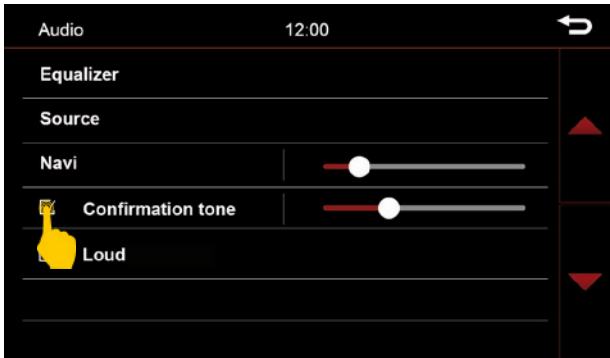 Audio 12:00
Equalizer
Source
Navi
Confirmation tone
Loud